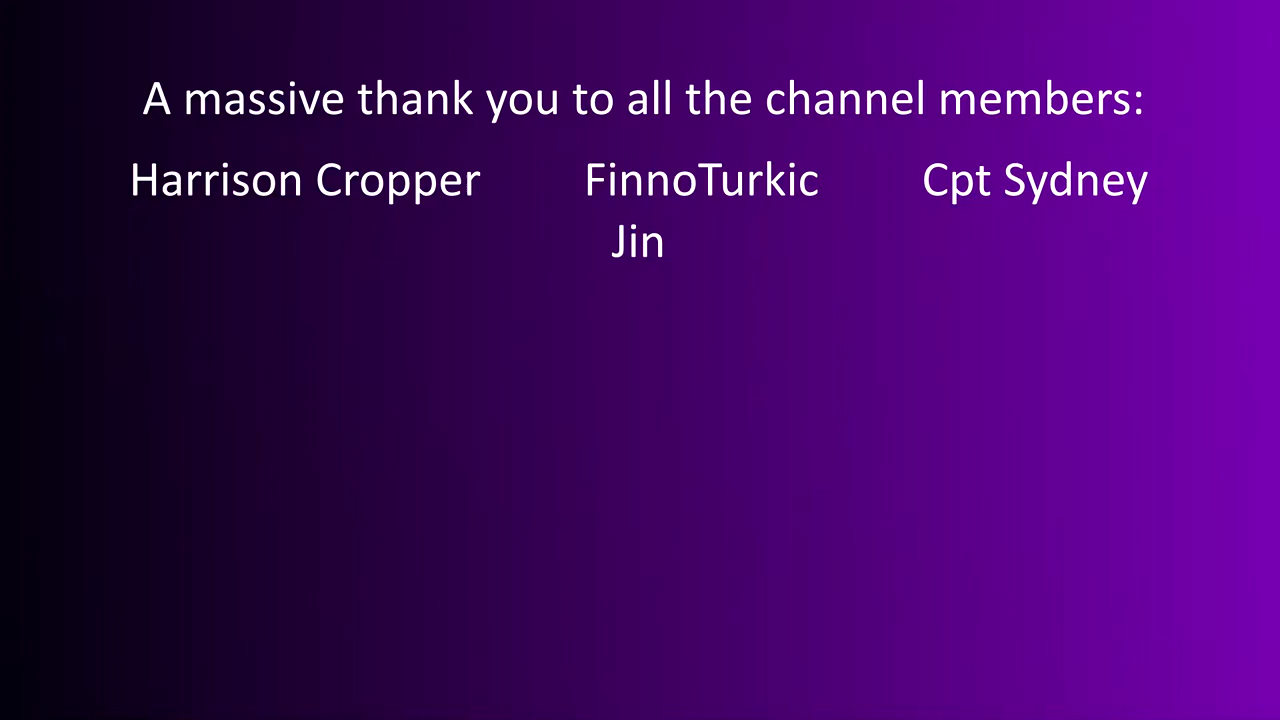 A massive thank you to all the channel members:
Harrison Cropper FinnoTurkic Cpt Sydney
Jin